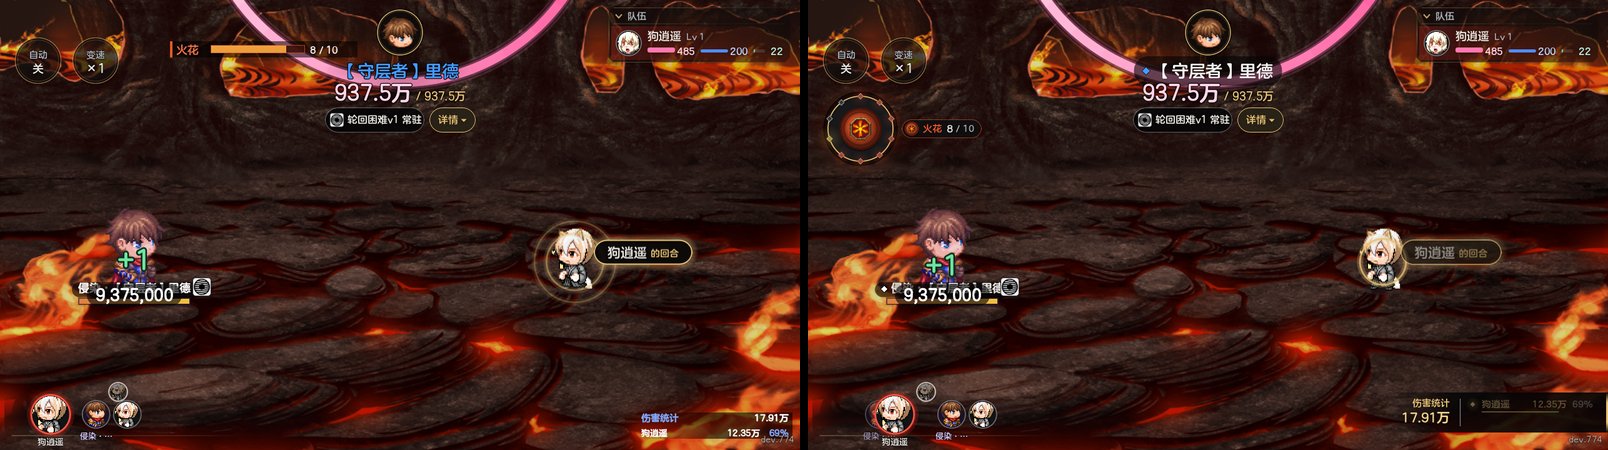 自动
关
变速
×1
火花 8 / 10
【守层者】里德
937.5万 / 937.5万
轮回困难v1 常驻
详情
队伍
狗逍遥 Lv 1
485 200 22
+1
9,375,000
狗逍遥 的回合
狗逍遥
侵染
伤害统计 17.91万
狗逍遥 12.35万 69%
dev.774
自动
关
变速
×1
火花 8 / 10
【守层者】里德
937.5万 / 937.5万
轮回困难v1 常驻
详情
队伍
狗逍遥 Lv 1
485 200 22
+1
9,375,000
狗逍遥 的回合
侵染
狗逍遥
侵染
伤害统计
17.91万
狗逍遥 12.35万 69%
dev.774